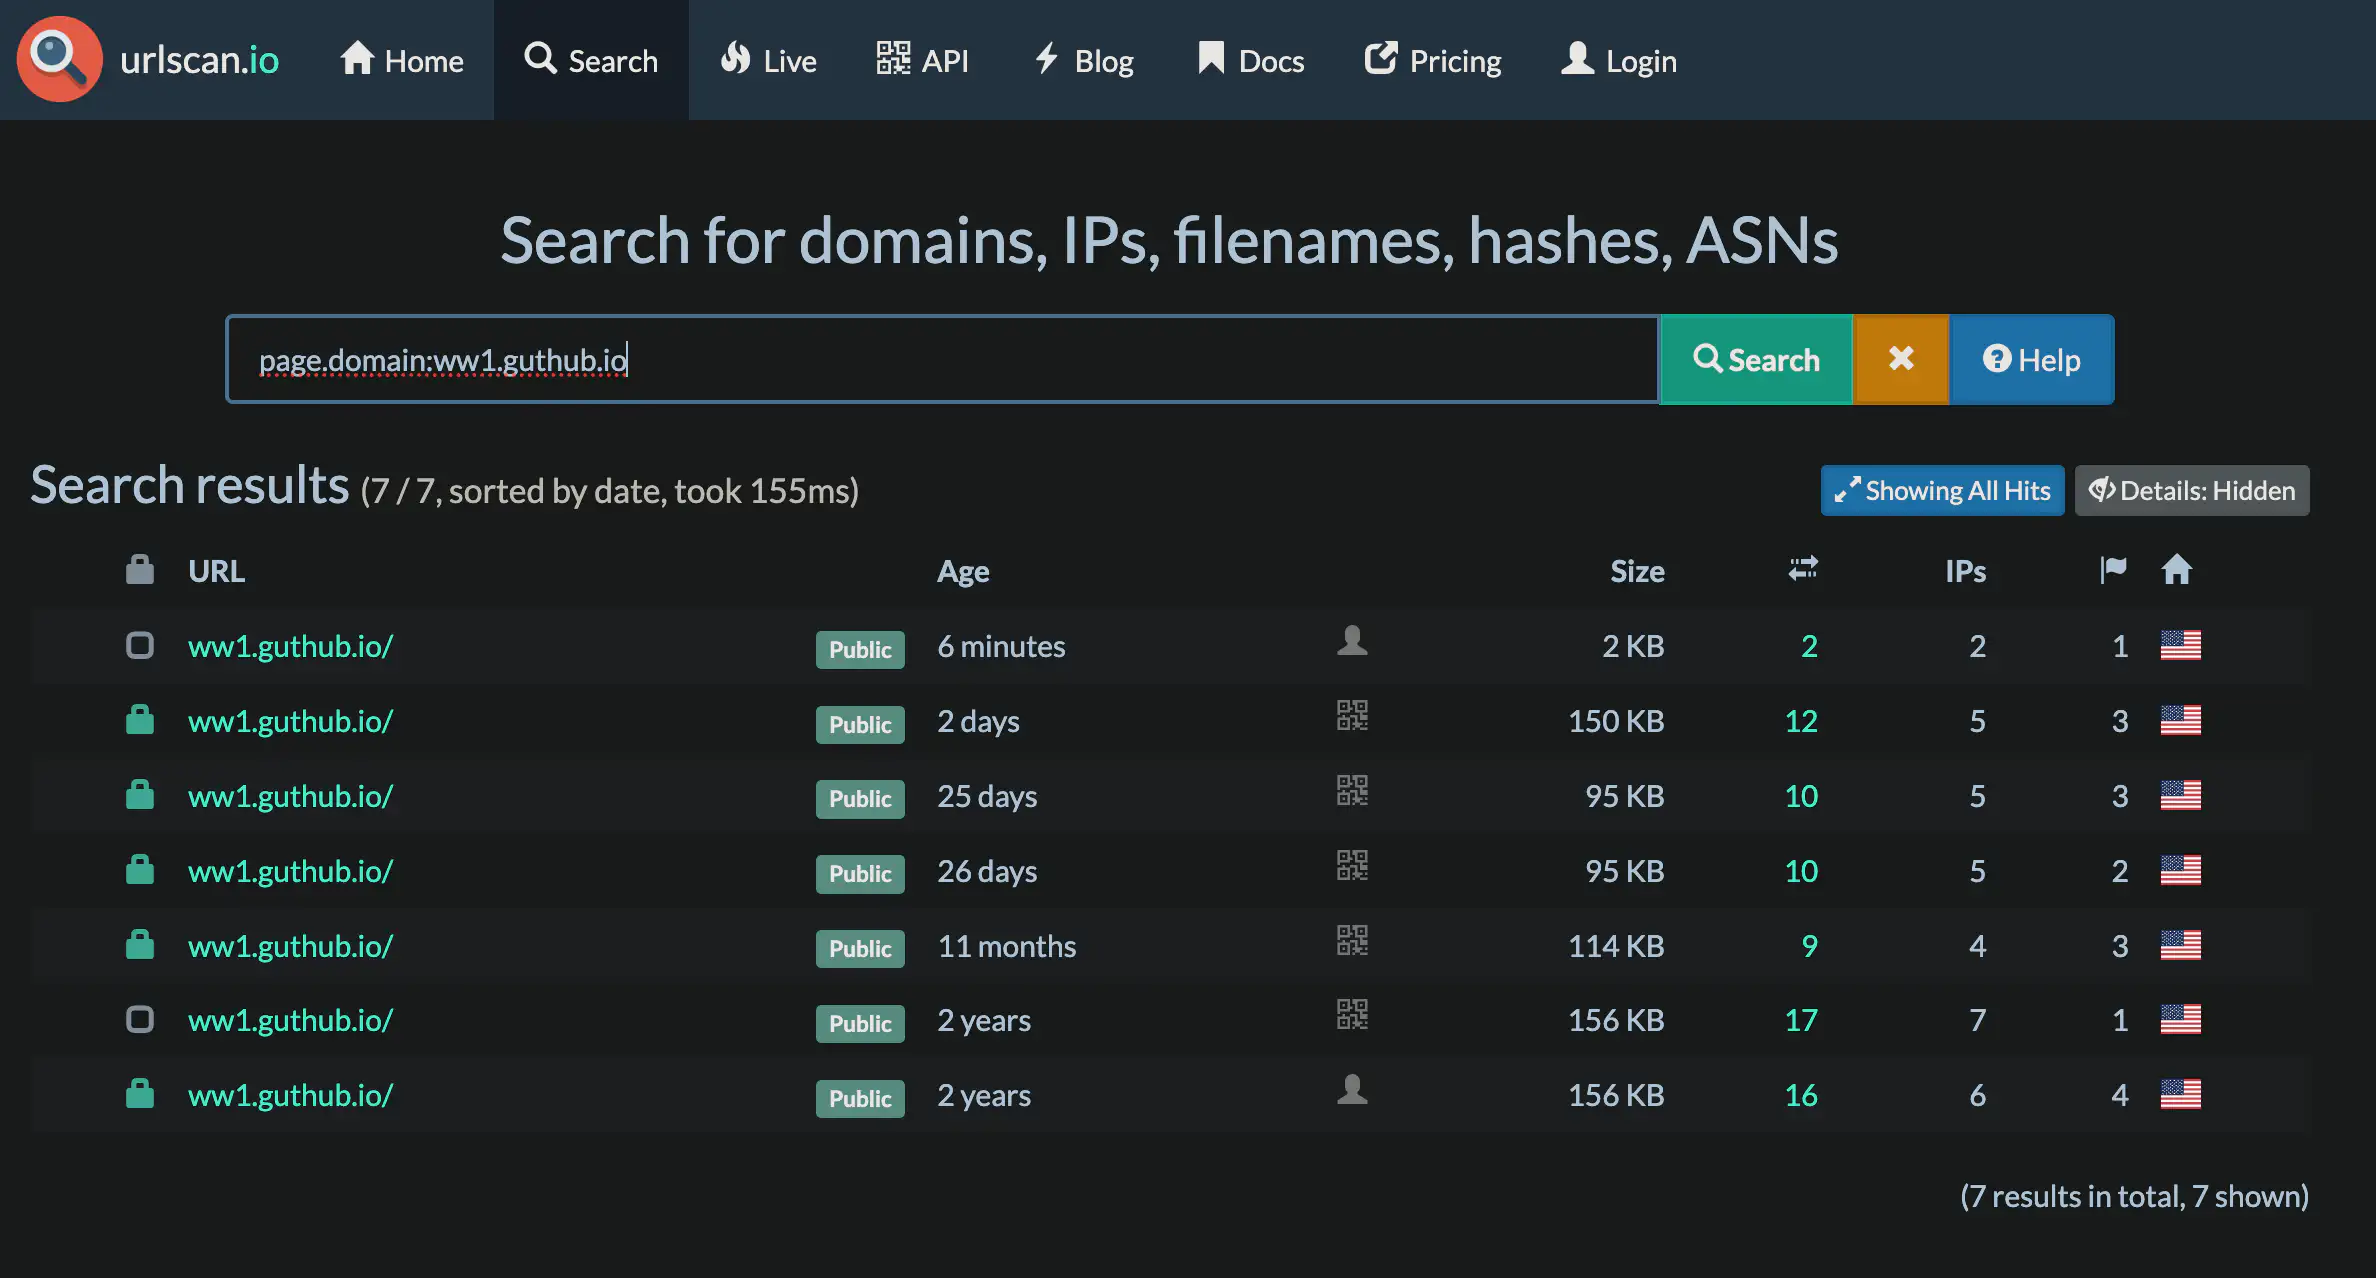 urlscan.io Home Search Live API Blog Docs Pricing Login
Search for domains, IPs, filenames, hashes, ASNs
page.domain:ww1.guthub.io Search Help
Search results (7 / 7, sorted by date, took 155ms) Showing All Hits Details: Hidden
URL Age Size IPs
ww1.guthub.io/ Public 6 minutes 2 KB 2 2 1
ww1.guthub.io/ Public 2 days 150 KB 12 5 3
ww1.guthub.io/ Public 25 days 95 KB 10 5 3
ww1.guthub.io/ Public 26 days 95 KB 10 5 2
ww1.guthub.io/ Public 11 months 114 KB 9 4 3
ww1.guthub.io/ Public 2 years 156 KB 17 7 1
ww1.guthub.io/ Public 2 years 156 KB 16 6 4
(7 results in total, 7 shown)